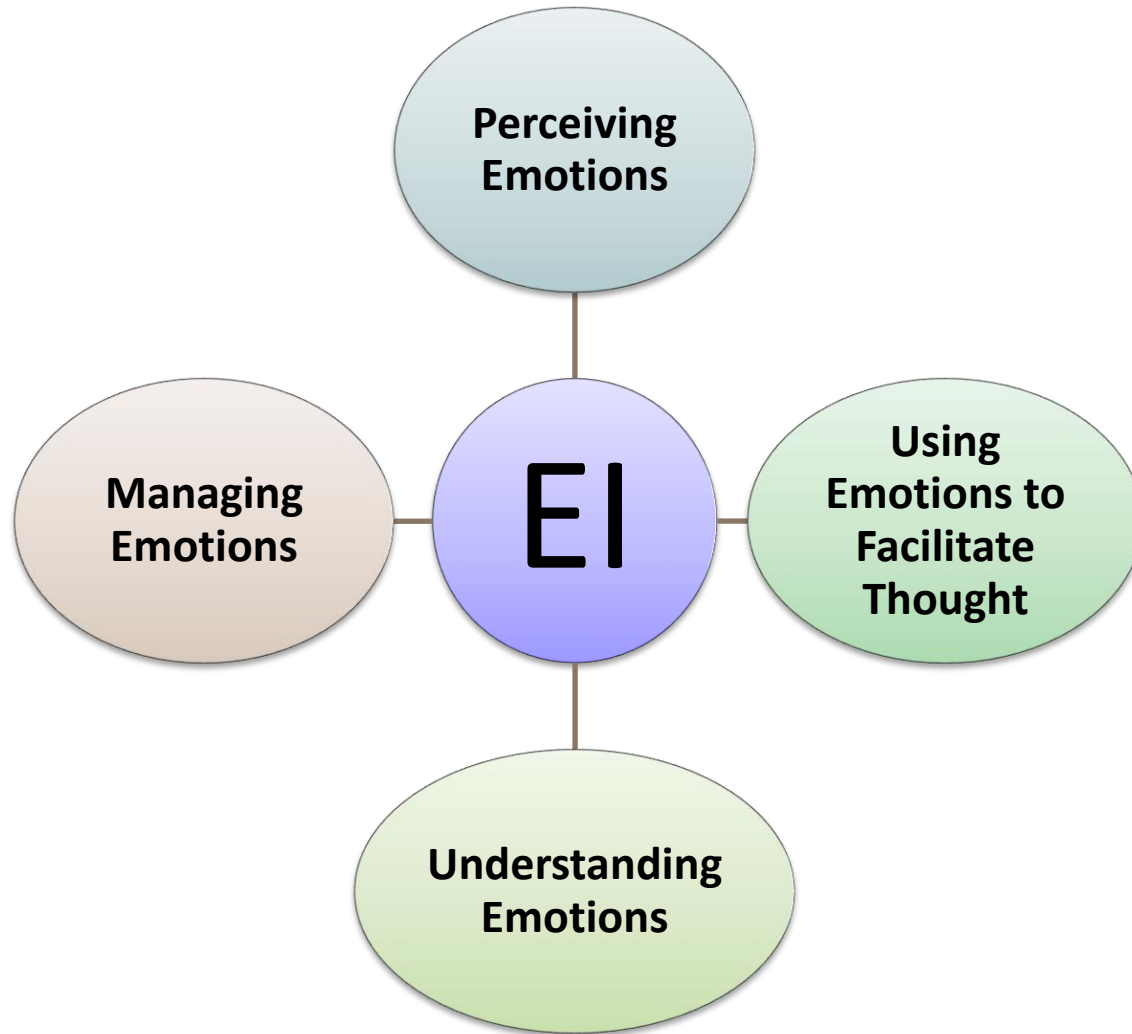 Perceiving
Emotions
Managing
Emotions
EI
Using
Emotions to
Facilitate
Thought
Understanding
Emotions